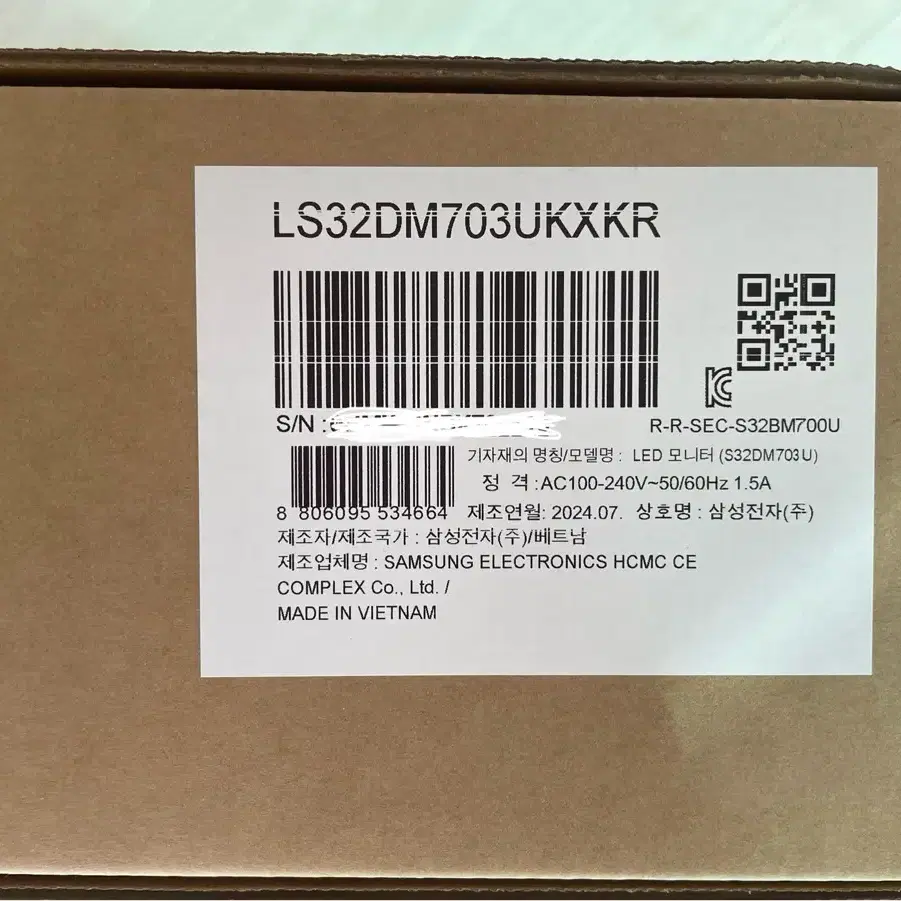 LS32DM703UKXKR
S/N :
R-R-SEC-S32BM700U
기자재의 명칭/모델명 : LED 모니터 (S32DM703U)
정 격 :AC100-240V~50/60Hz 1.5A
8 806095 534664
제조연월: 2024.07. 상호명 : 삼성전자(주)
제조자/제조국가 : 삼성전자(주)/베트남
제조업체명 : SAMSUNG ELECTRONICS HCMC CE
COMPLEX Co., Ltd. /
MADE IN VIETNAM